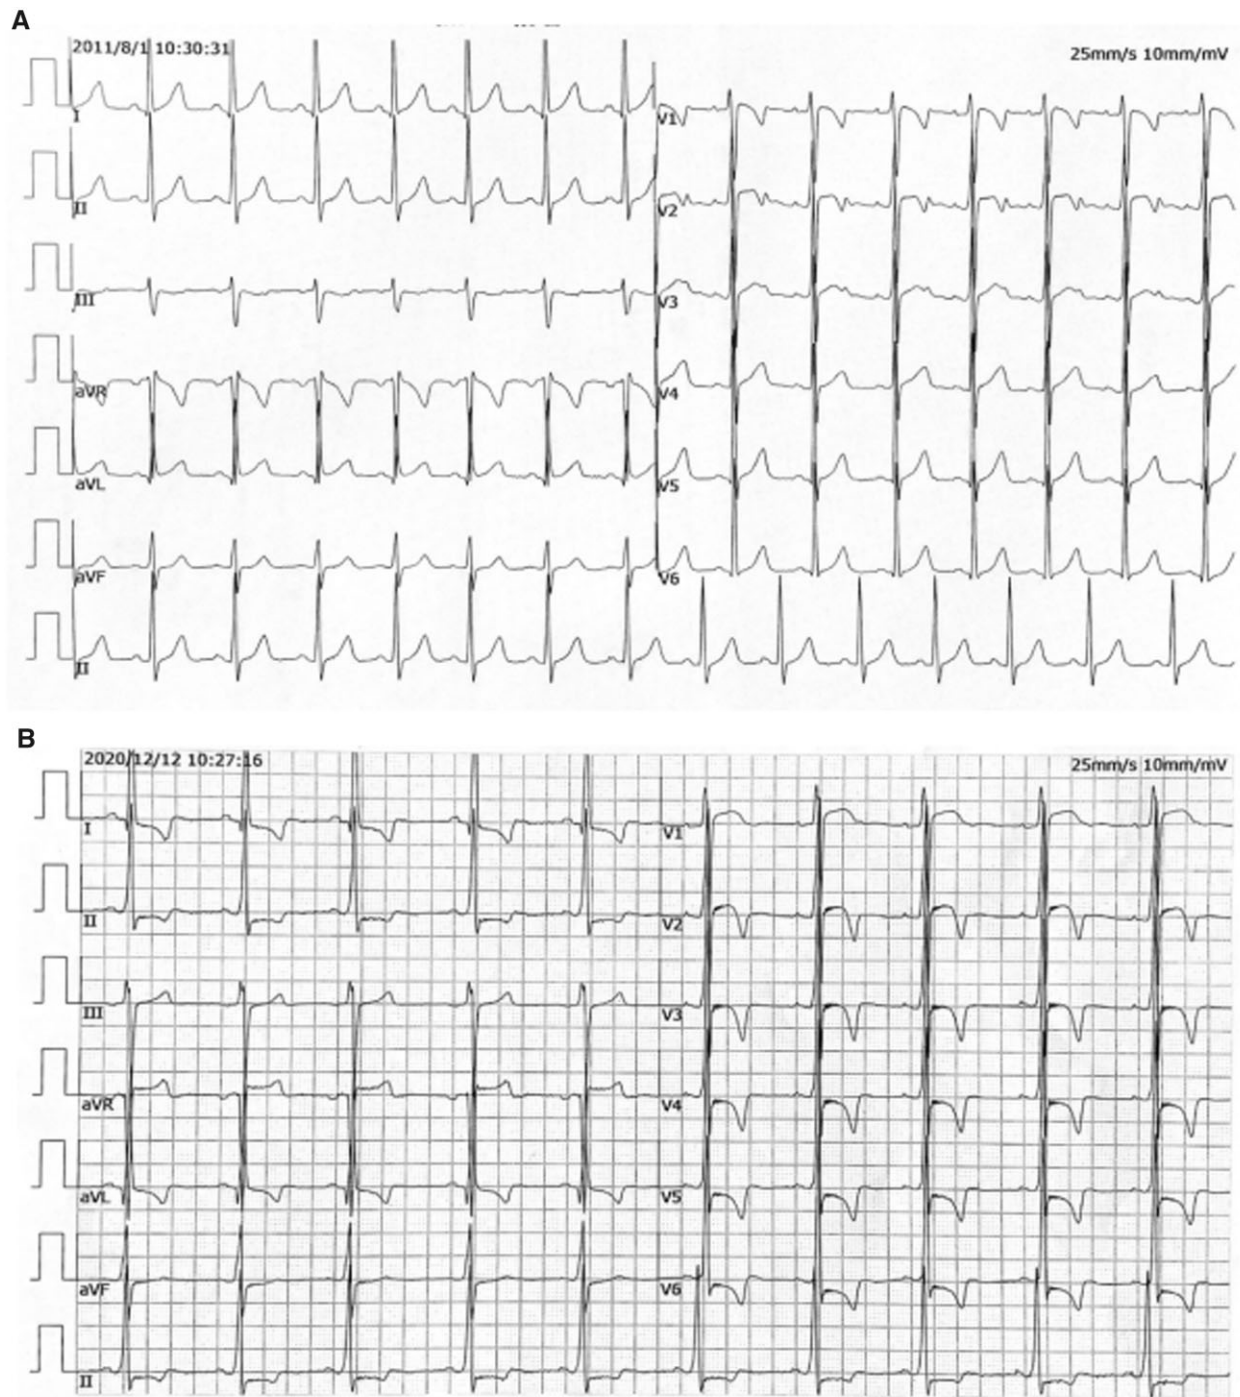 A
2011/8/1 10:30:31 25mm/s 10mm/mV
I V1
II V2
III V3
aVR V4
aVL V5
aVF V6
II
B
2020/12/12 10:27:16 25mm/s 10mm/mV
I V1
II V2
III V3
aVR V4
aVL V5
aVF V6
II